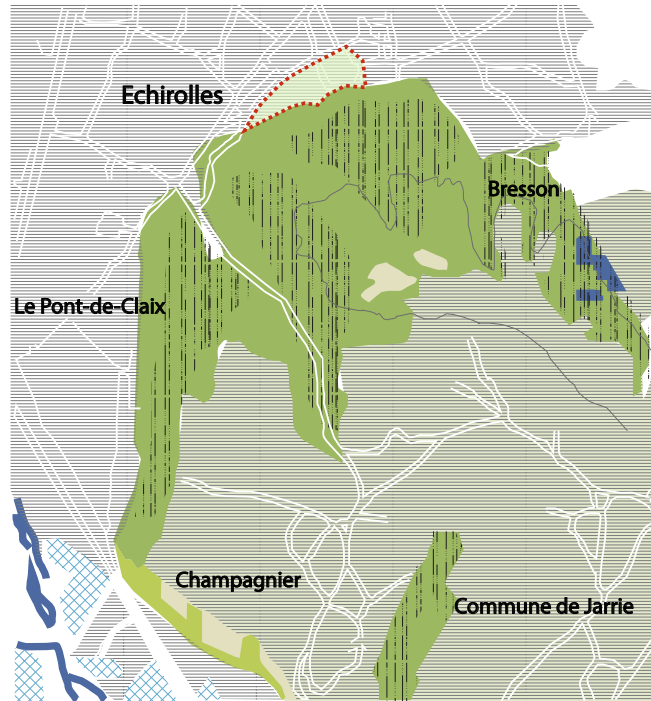 Echirolles
Bresson
Le Pont-de-Claix
Champagnier
Commune de Jarrie